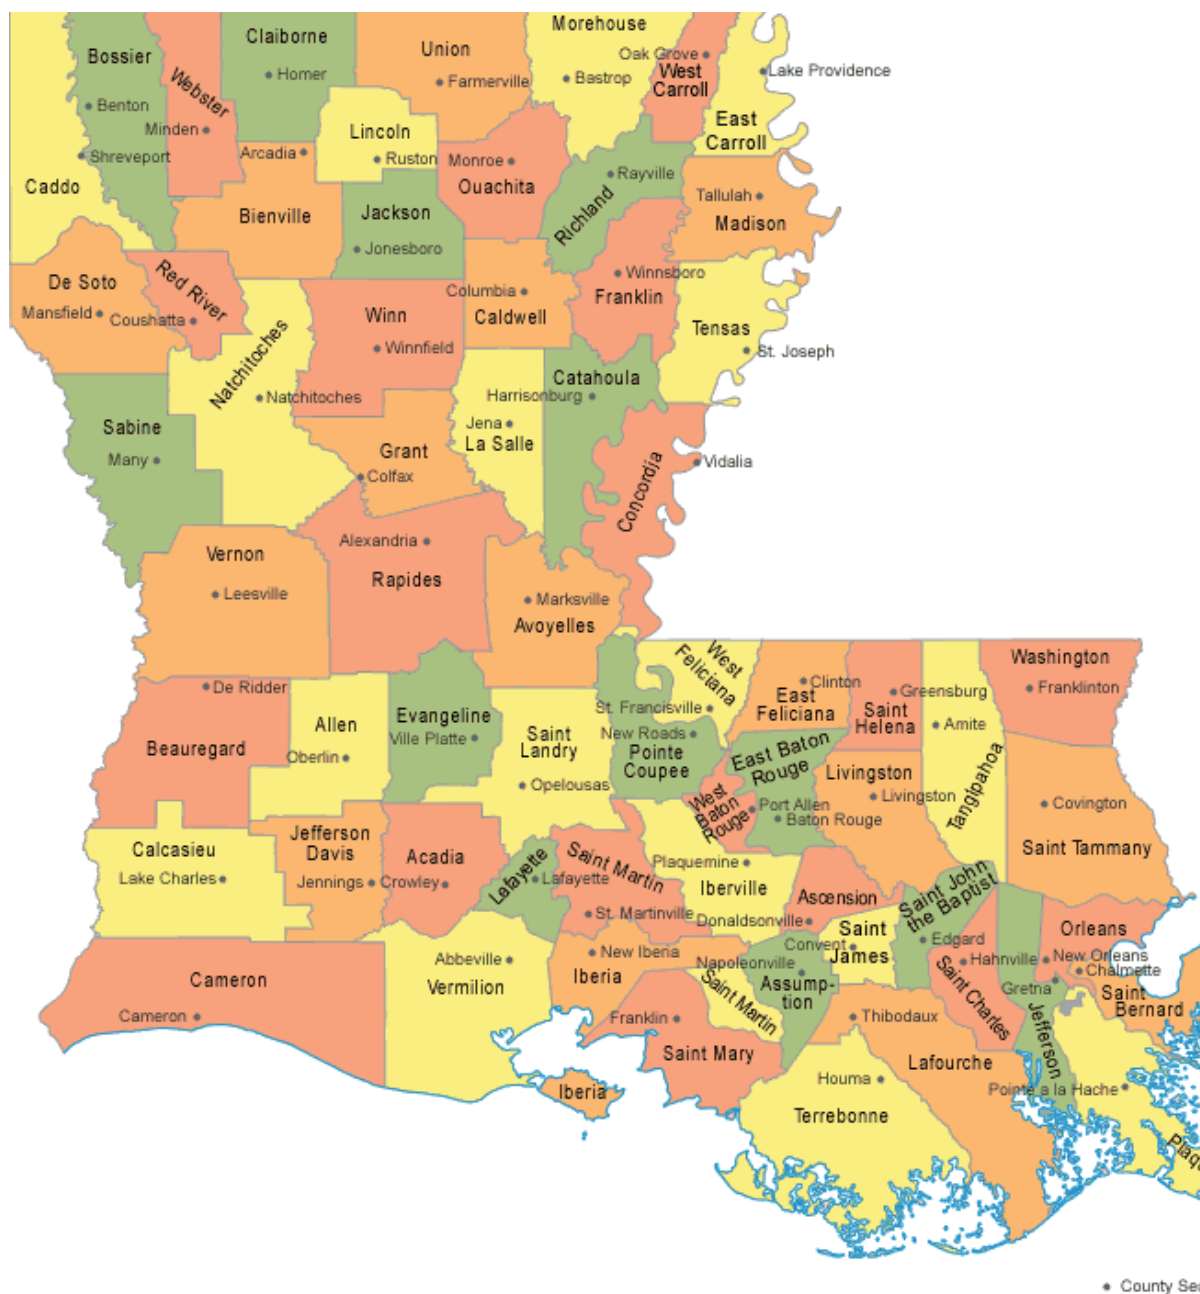 Morehouse
Claiborne
Union
Bossier
Oak Grove
West
Carroll
Lake Providence
Homer
Farmerville
Bastrop
Webster
Benton
Minden
Lincoln
East
Carroll
Shreveport
Arcadia
Ruston
Monroe
Ouachita
Rayville
Caddo
Tallulah
Madison
Bienville
Jackson
Richland
Jonesboro
De Soto
Red River
Winnsboro
Franklin
Columbia
Caldwell
Mansfield
Coushatta
Winn
Tensas
Winnfield
St. Joseph
Natchitoches
Natchitoches
Catahoula
Harrisonburg
Sabine
Many
Grant
Colfax
Jena
La Salle
Vidalia
Concordia
Vernon
Alexandria
Rapides
Leesville
Marksville
Avoyelles
West
Feliciana
Washington
Franklinton
De Ridder
Clinton
East
Feliciana
Greensburg
Saint
Helena
St. Francisville
Amite
Beauregard
Allen
Oberlin
Evangeline
Ville Platte
Saint
Landry
Opelousas
New Roads
Pointe
Coupee
East Baton
Rouge
Livingston
Livingston
Tangipahoa
West
Baton
Rouge
Port Allen
Baton Rouge
Covington
Saint Tammany
Calcasieu
Lake Charles
Jefferson
Davis
Jennings
Acadia
Crowley
Lafayette
Lafayette
Saint Martin
St. Martinville
Plaquemine
Iberville
Ascension
Donaldsonville
Saint John
the Baptist
Edgard
Saint
James
Convent
Orleans
New Orleans
Hahnville
Chalmette
Gretna
Saint
Bernard
Cameron
Cameron
Abbeville
Vermilion
New Iberia
Iberia
Napoleonville
Assump-
tion
Saint Martin
Saint Charles
Jefferson
Franklin
Saint Mary
Thibodaux
Lafourche
Iberia
Houma
Terrebonne
Pointe a la Hache
Plaqu
County Sea